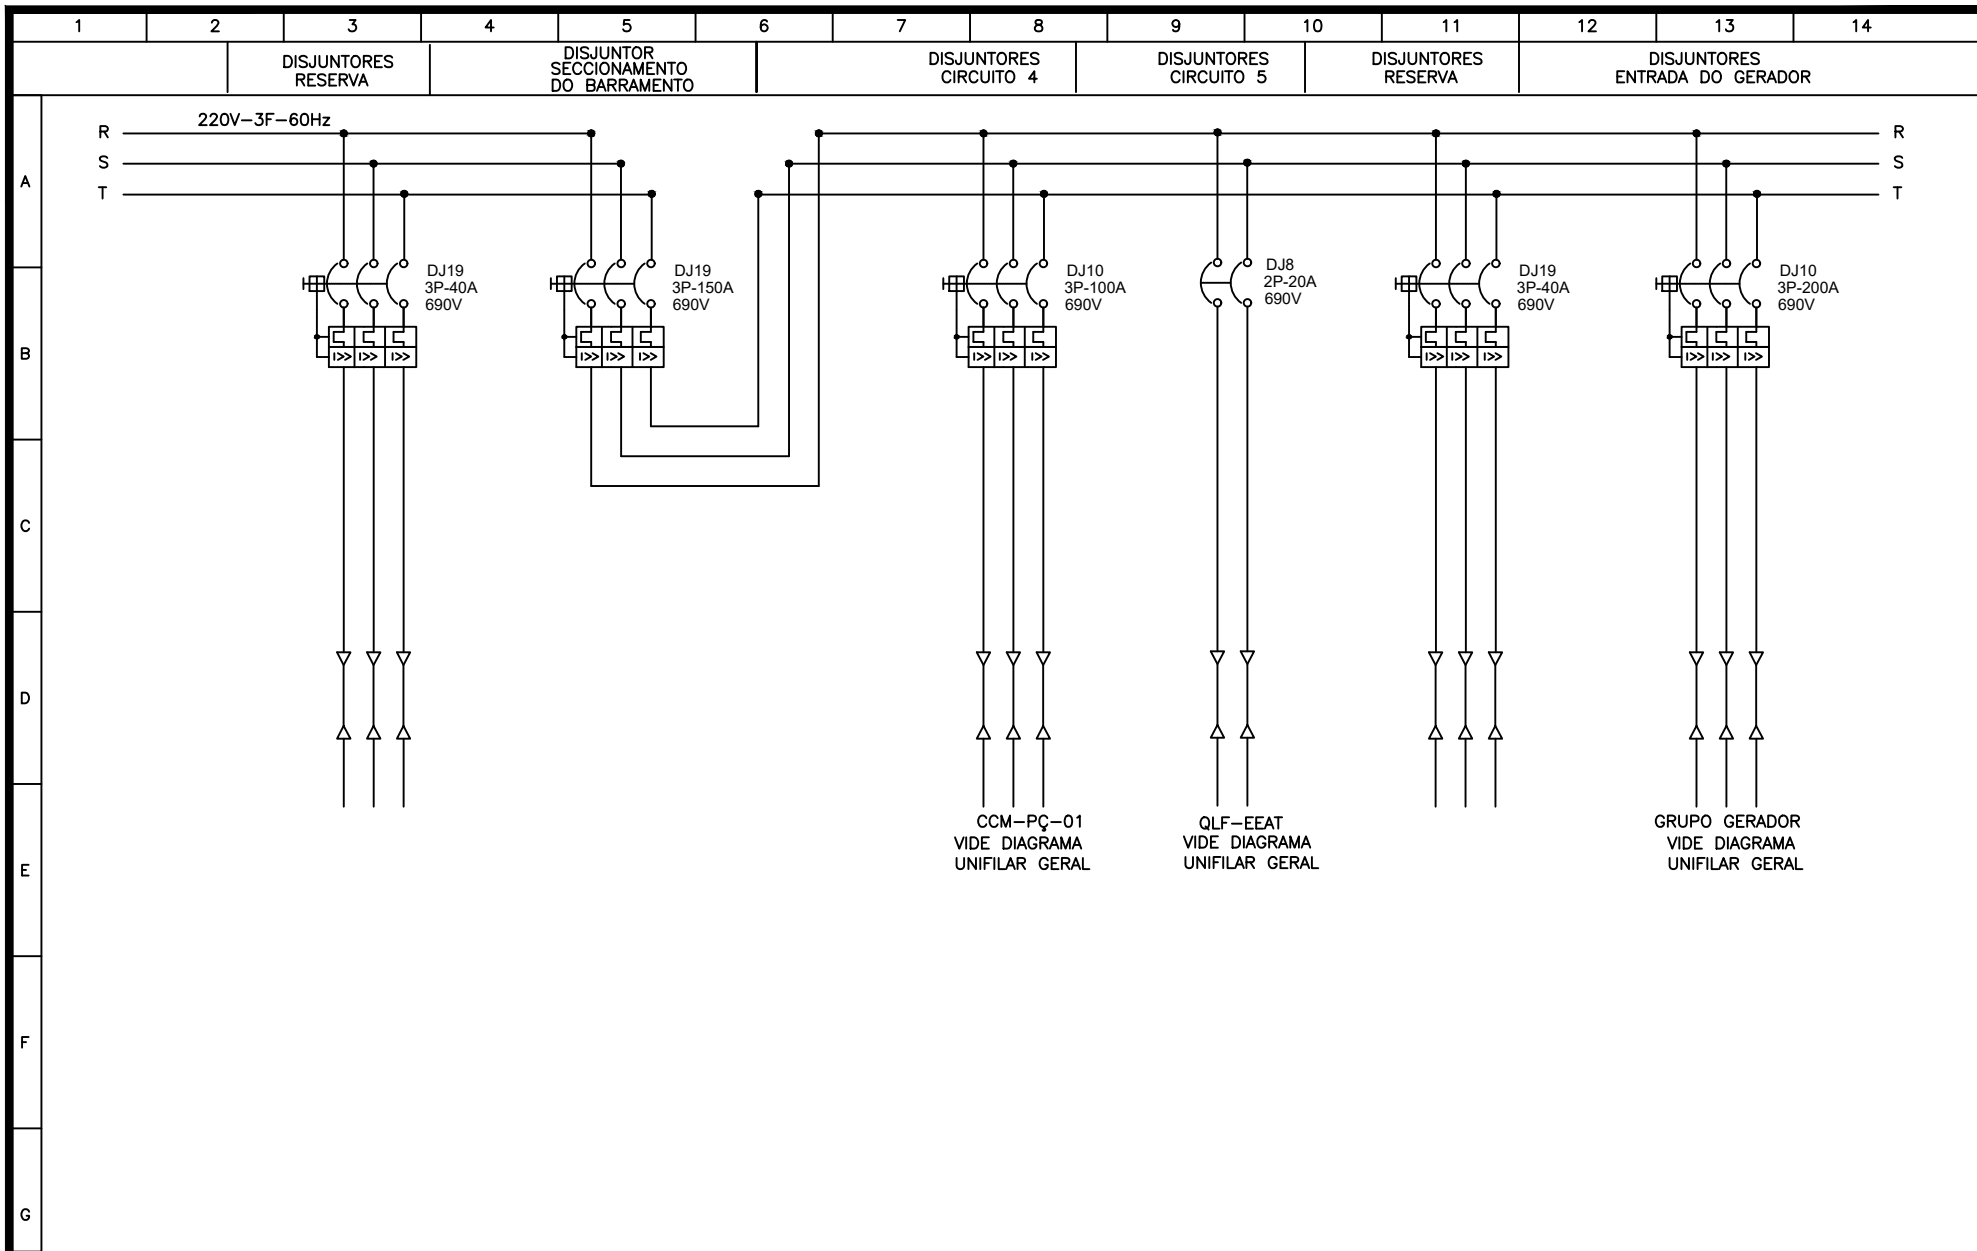 1 2 3 4 5 6 7 8 9 10 11 12 13 14
DISJUNTORES
RESERVA
DISJUNTOR
SECCIONAMENTO
DO BARRAMENTO
DISJUNTORES
CIRCUITO 4
DISJUNTORES
CIRCUITO 5
DISJUNTORES
RESERVA
DISJUNTORES
ENTRADA DO GERADOR
220V-3F-60Hz
R
R
S
S
T
T
A
B
C
D
E
F
G
DJ19
3P-40A
690V
DJ19
3P-150A
690V
DJ10
3P-100A
690V
DJ8
2P-20A
690V
DJ19
3P-40A
690V
DJ10
3P-200A
690V
I>> I>> I>>
I>> I>> I>>
I>> I>> I>>
I>> I>> I>>
I>> I>> I>>
CCM-PÇ-01
VIDE DIAGRAMA
UNIFILAR GERAL
QLF-EEAT
VIDE DIAGRAMA
UNIFILAR GERAL
GRUPO GERADOR
VIDE DIAGRAMA
UNIFILAR GERAL